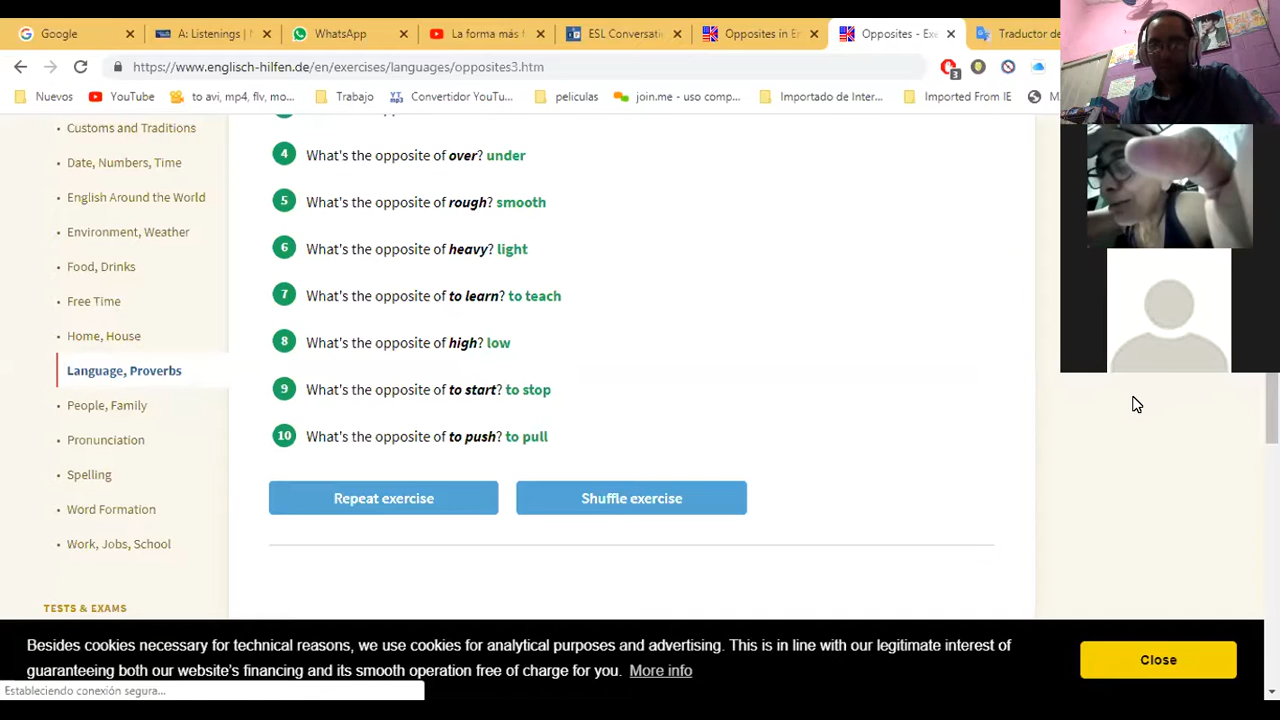 Google
A: Listenings |
WhatsApp
La forma más f
ESL Conversati
Opposites in E
Opposites - Exe
Traductor de
https://www.englisch-hilfen.de/en/exercises/languages/opposites3.htm
3
Nuevos
YouTube
to avi, mp4, flv, mo...
Trabajo
Convertidor YouTu...
peliculas
join.me - uso comp...
Importado de Inter...
Imported From IE
Customs and Traditions
Date, Numbers, Time
English Around the World
Environment, Weather
Food, Drinks
Free Time
Home, House
Language, Proverbs
People, Family
Pronunciation
Spelling
Word Formation
Work, Jobs, School
TESTS & EXAMS
4 What's the opposite of over? under
5 What's the opposite of rough? smooth
6 What's the opposite of heavy? light
7 What's the opposite of to learn? to teach
8 What's the opposite of high? low
9 What's the opposite of to start? to stop
10 What's the opposite of to push? to pull
Repeat exercise
Shuffle exercise
Besides cookies necessary for technical reasons, we use cookies for analytical purposes and advertising. This is in line with our legitimate interest of
guaranteeing both our website's financing and its smooth operation free of charge for you. More info
Close
Estableciendo conexión segura...